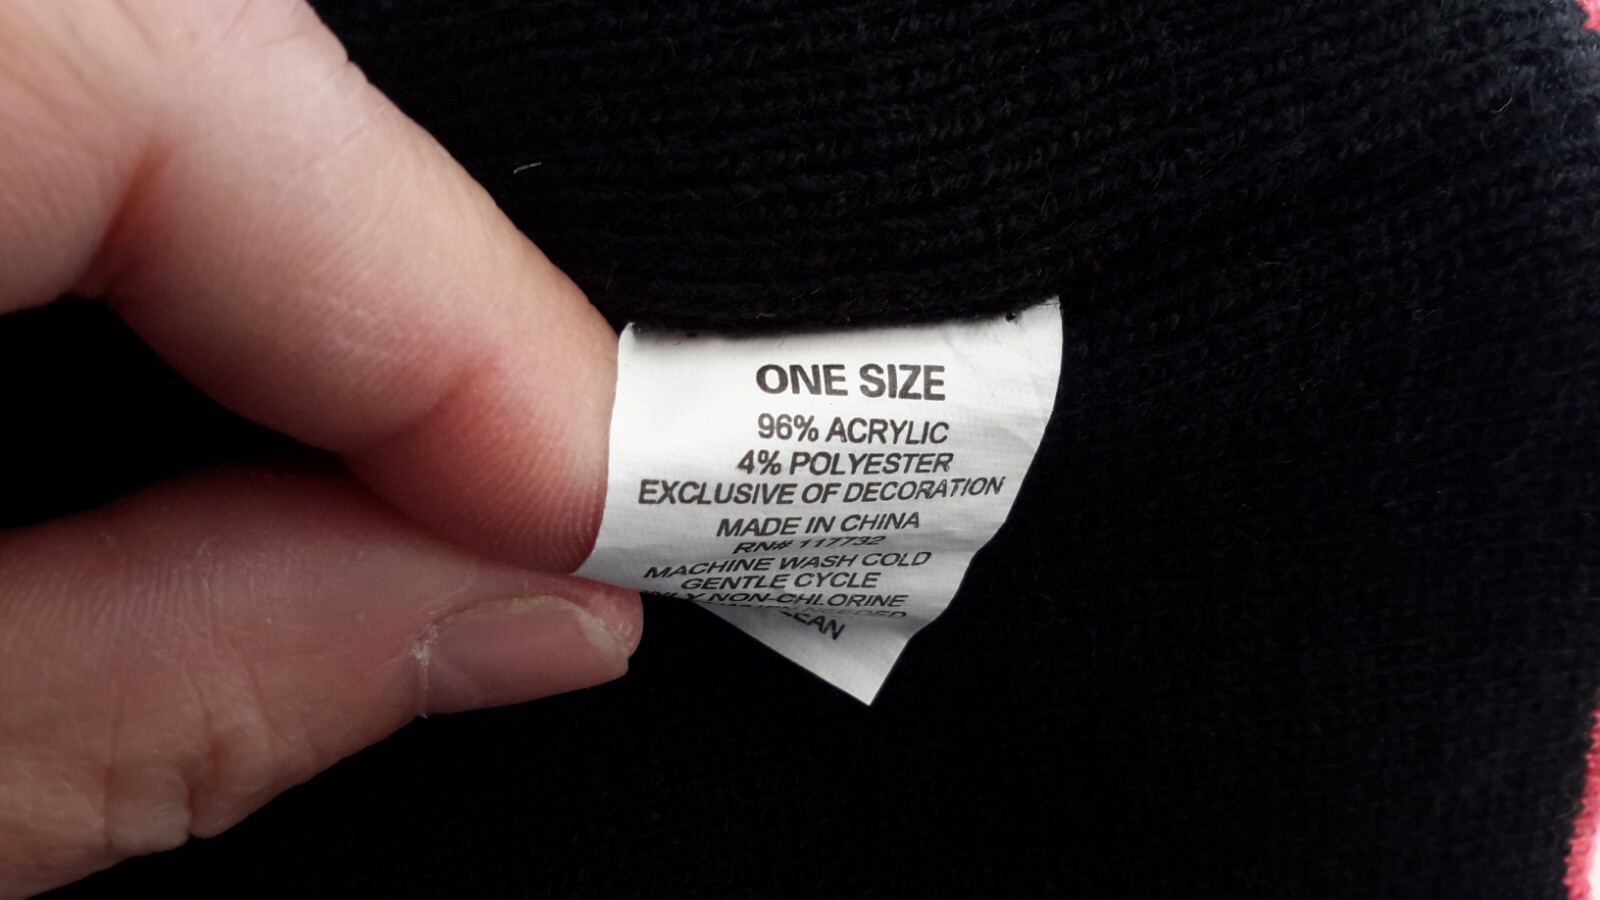 ONE SIZE
96% ACRYLIC
4% POLYESTER
EXCLUSIVE OF DECORATION
MADE IN CHINA
RN# 117732
MACHINE WASH COLD
GENTLE CYCLE
NON-CHLORINE
NEEDED